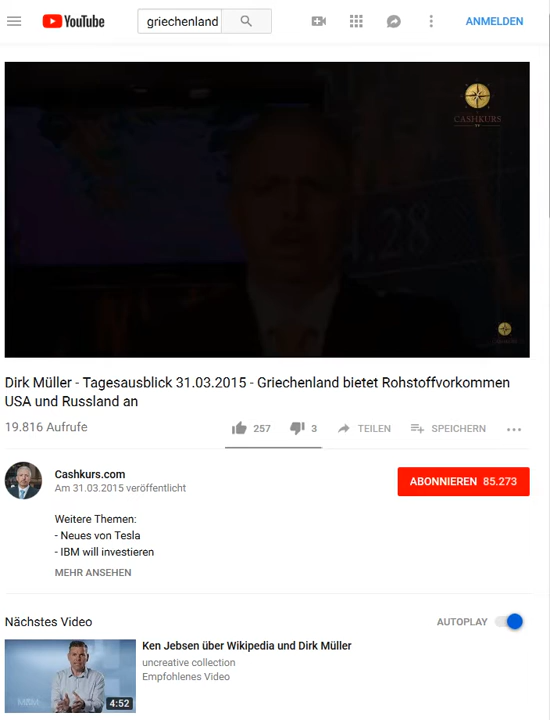 YouTube
griechenland
ANMELDEN
CASHKURS
1.28
Dirk Müller - Tagesausblick 31.03.2015 - Griechenland bietet Rohstoffvorkommen
USA und Russland an
19.816 Aufrufe
257
3
TEILEN
SPEICHERN
Cashkurs.com
Am 31.03.2015 veröffentlicht
ABONNIEREN 85.273
Weitere Themen:
- Neues von Tesla
- IBM will investieren
MEHR ANSEHEN
Nächstes Video
AUTOPLAY
Ken Jebsen über Wikipedia und Dirk Müller
uncreative collection
Empfohlenes Video
4:52